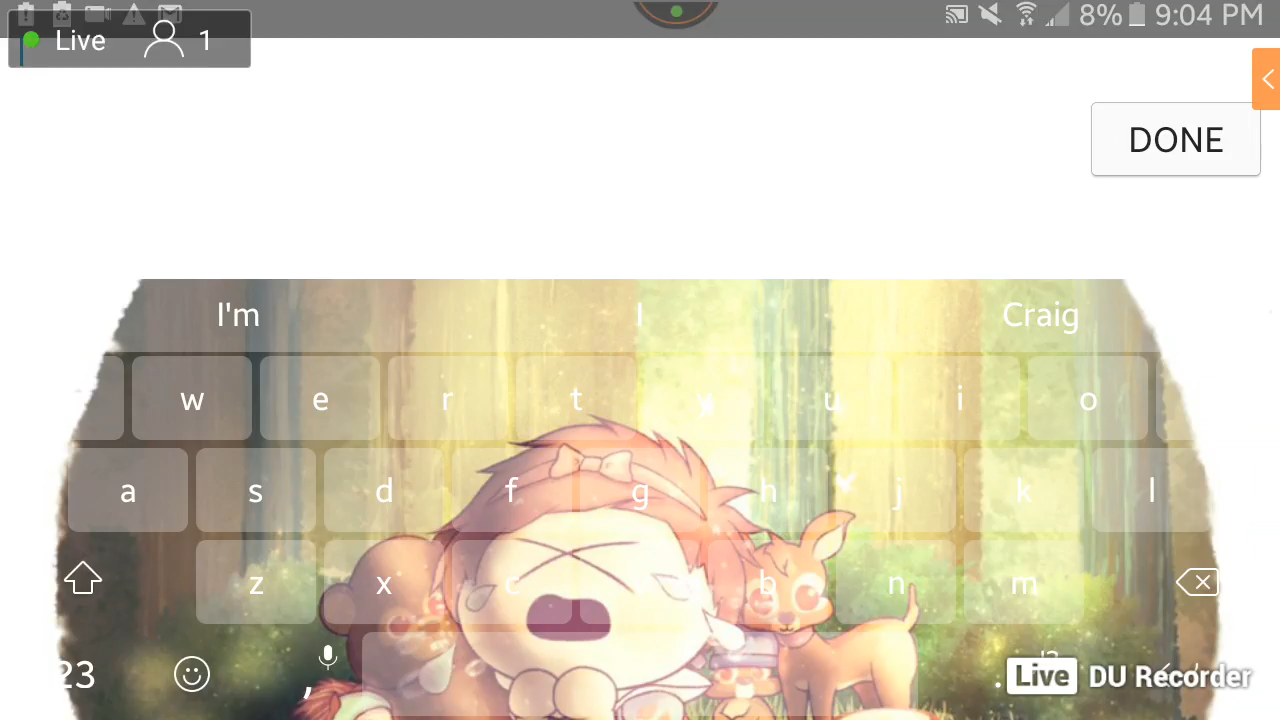 Live 1 8% 9:04 PM
DONE
I'm I Craig
w e r t y u i o
a s d f g h j k l
z x c b n m
23 , . Live DU Recorder